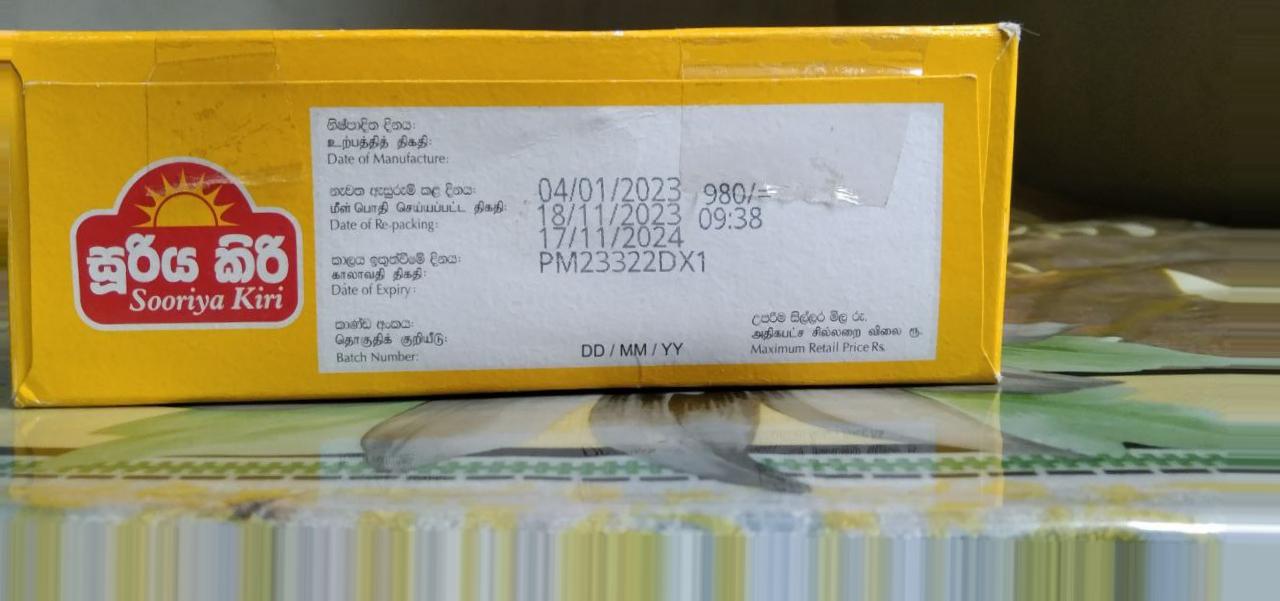 සූරිය කිරි
Sooriya Kiri
නිෂ්පාදිත දිනය:
உற்பத்தித் திகதி:
Date of Manufacture:
නැවත ඇසුරුම් කළ දිනය:
மீள் பொதி செய்யப்பட்ட திகதி:
Date of Re-packing:
කාලය ඉකුත්වීමේ දිනය:
காலாவதி திகதி:
Date of Expiry:
කාණ්ඩ අංකය:
தொகுதிக் குறியீடு:
Batch Number:
04/01/2023 980/=
18/11/2023 09:38
17/11/2024
PM23322DX1
DD / MM / YY
උපරිම සිල්ලර මිල රු.
அதிகபட்ச சில்லறை விலை ரூ.
Maximum Retail Price Rs.